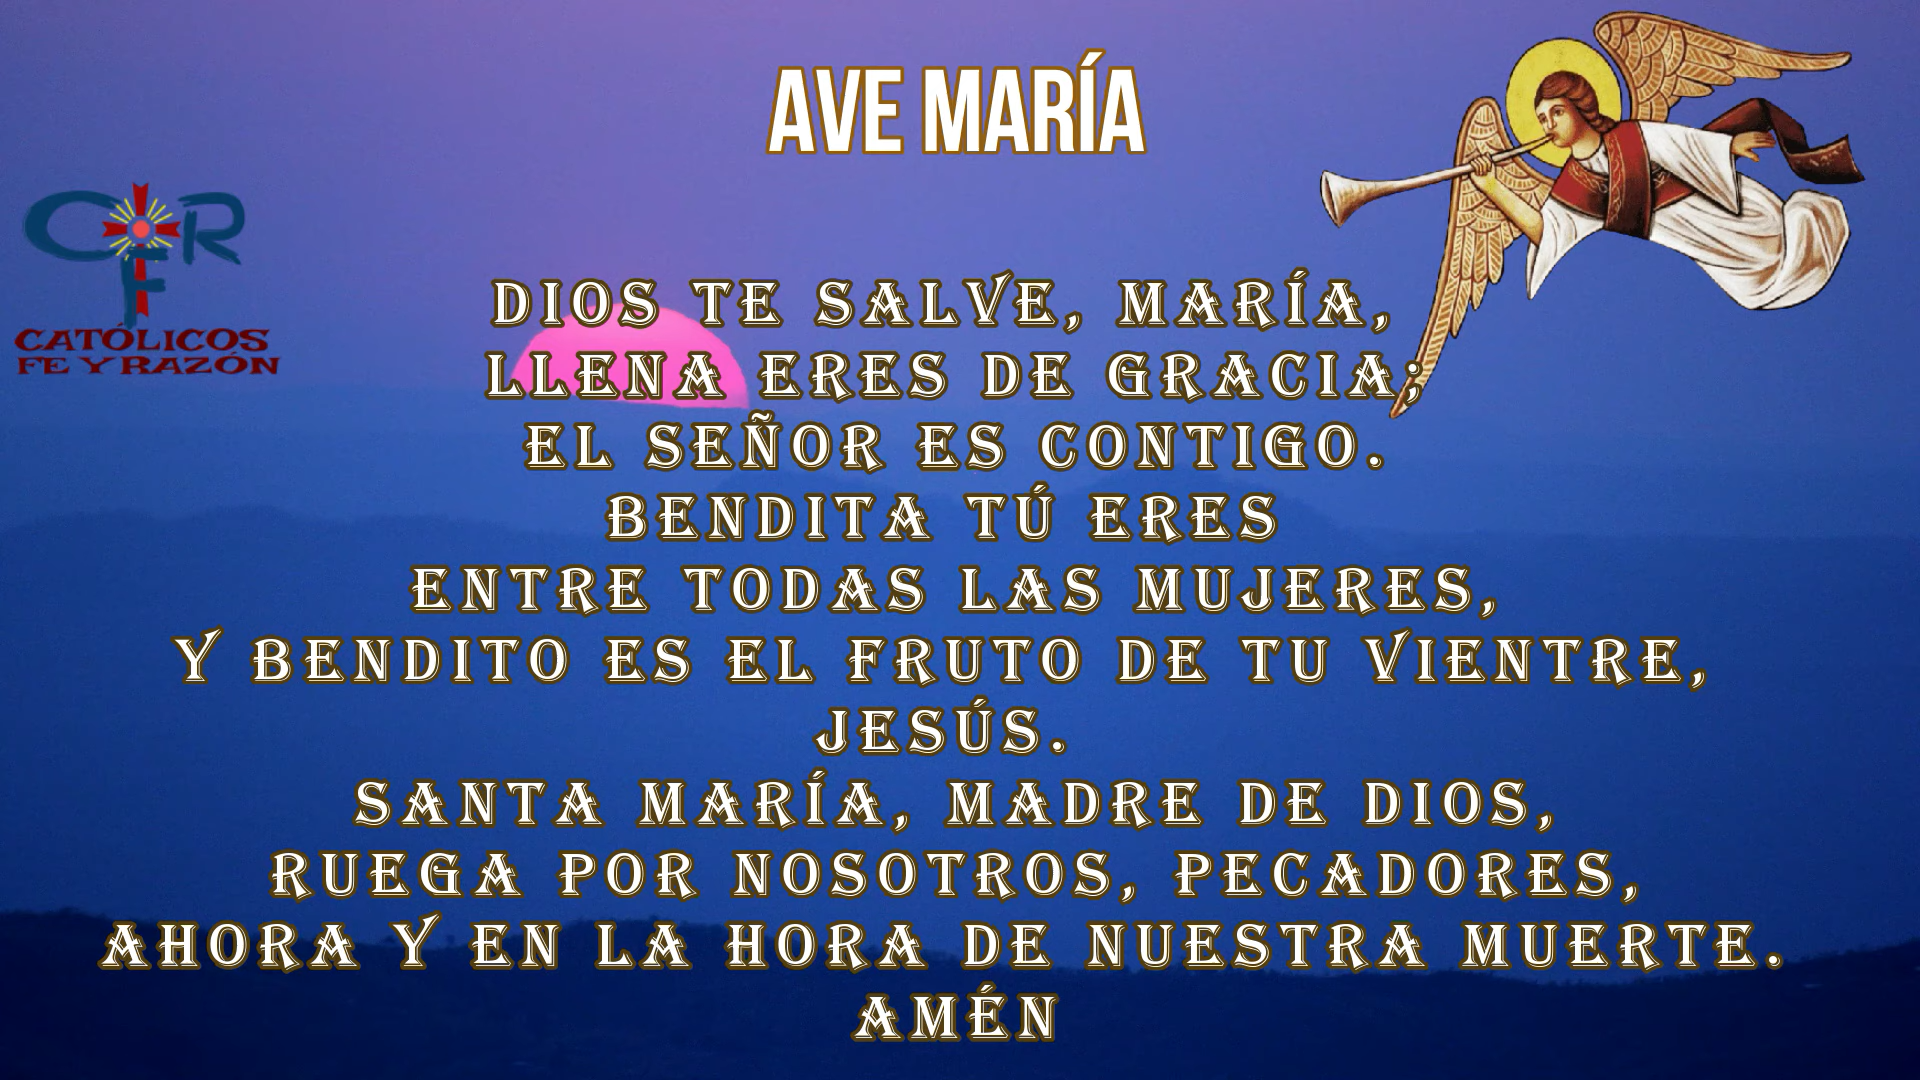 AVE MARÍA
CFR
CATÓLICOS
FE Y RAZÓN
DIOS TE SALVE, MARÍA,
LLENA ERES DE GRACIA;
EL SEÑOR ES CONTIGO.
BENDITA TÚ ERES
ENTRE TODAS LAS MUJERES,
Y BENDITO ES EL FRUTO DE TU VIENTRE,
JESÚS.
SANTA MARÍA, MADRE DE DIOS,
RUEGA POR NOSOTROS, PECADORES,
AHORA Y EN LA HORA DE NUESTRA MUERTE.
AMÉN